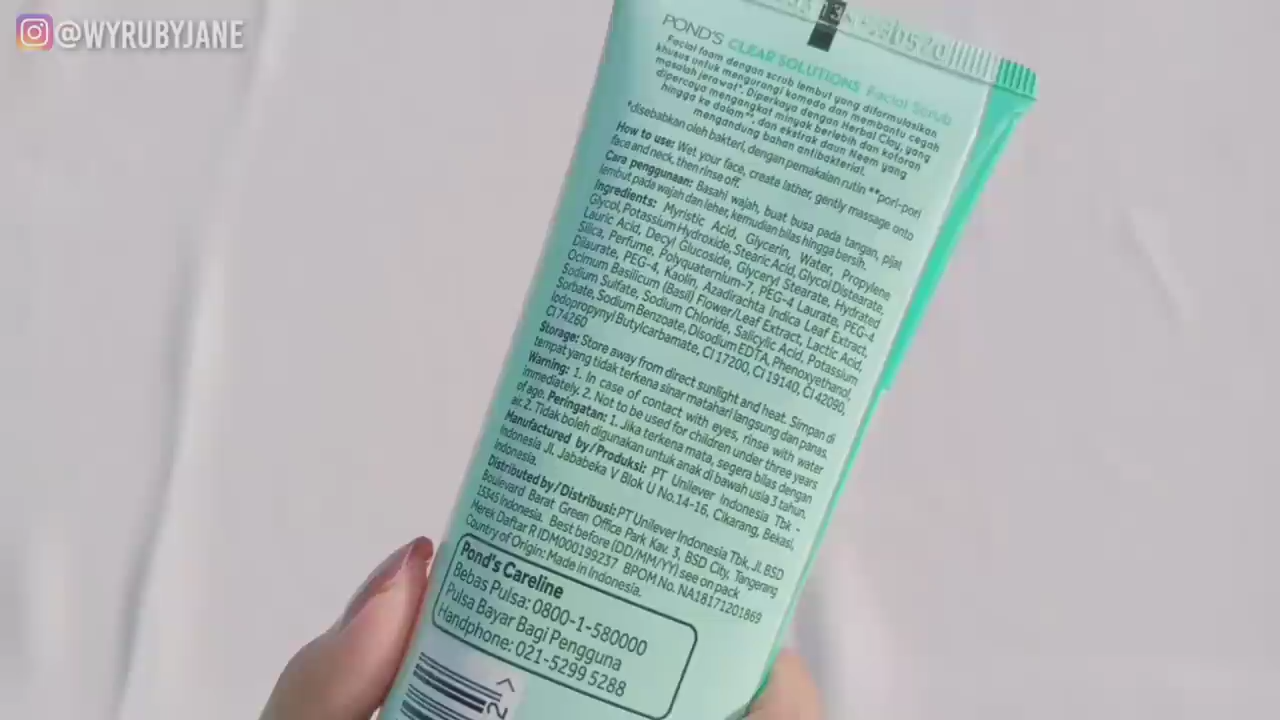 @WYRUBYJANE
POND'S CLEAR SOLUTIONS Facial Scrub
Facial foam dengan scrub lembut yang diformulasikan
khusus untuk mengurangi komedo dan membantu cegah
masalah jerawat*. Diperkaya dengan Herbal Clay, yang
dipercaya mengangkat minyak berlebih dan kotoran
hingga ke dalam**, dan ekstrak daun Neem yang
mengandung bahan antibakterial.
*disebabkan oleh bakteri, dengan pemakaian rutin **pori-pori
How to use: Wet your face, create lather, gently massage onto
face and neck, then rinse off.
Cara penggunaan: Basahi wajah, buat busa pada tangan, pijat
lembut pada wajah dan leher, kemudian bilas hingga bersih.
Ingredients: Myristic Acid, Glycerin, Water, Propylene
Glycol, Potassium Hydroxide, Stearic Acid, Glycol Distearate,
Lauric Acid, Decyl Glucoside, Glyceryl Stearate, Hydrated
Silica, Perfume, Polyquaternium-7, PEG-4 Laurate, PEG-4
Dilaurate, PEG-4, Kaolin, Azadirachta Indica Leaf Extract,
Ocimum Basilicum (Basil) Flower/Leaf Extract, Lactic Acid,
Sodium Sulfate, Sodium Chloride, Salicylic Acid, Potassium
Sorbate, Sodium Benzoate, Disodium EDTA, Phenoxyethanol,
Iodopropynyl Butylcarbamate, CI 17200, CI 19140, CI 42090,
CI 74260
Storage: Store away from direct sunlight and heat. Simpan di
tempat yang tidak terkena sinar matahari langsung dan panas.
Warning: 1. In case of contact with eyes, rinse with water
immediately. 2. Not to be used for children under three years
of age. Peringatan: 1. Jika terkena mata, segera bilas dengan
air. 2. Tidak boleh digunakan untuk anak di bawah usia 3 tahun.
Manufactured by/Produksi: PT Unilever Indonesia Tbk -
Indonesia Jl. Jababeka V Blok U No.14-16, Cikarang, Bekasi,
Indonesia.
Distributed by/Distribusi: PT Unilever Indonesia Tbk, Jl. BSD
Boulevard Barat Green Office Park Kav. 3, BSD City, Tangerang
15345 Indonesia. Best before (DD/MM/YY) see on pack
Merek Daftar R IDM000199237 BPOM No. NA18171201869
Country of Origin: Made in Indonesia.
Pond's Careline
Bebas Pulsa: 0800-1-580000
Pulsa Bayar Bagi Pengguna
Handphone: 021-5299 5288